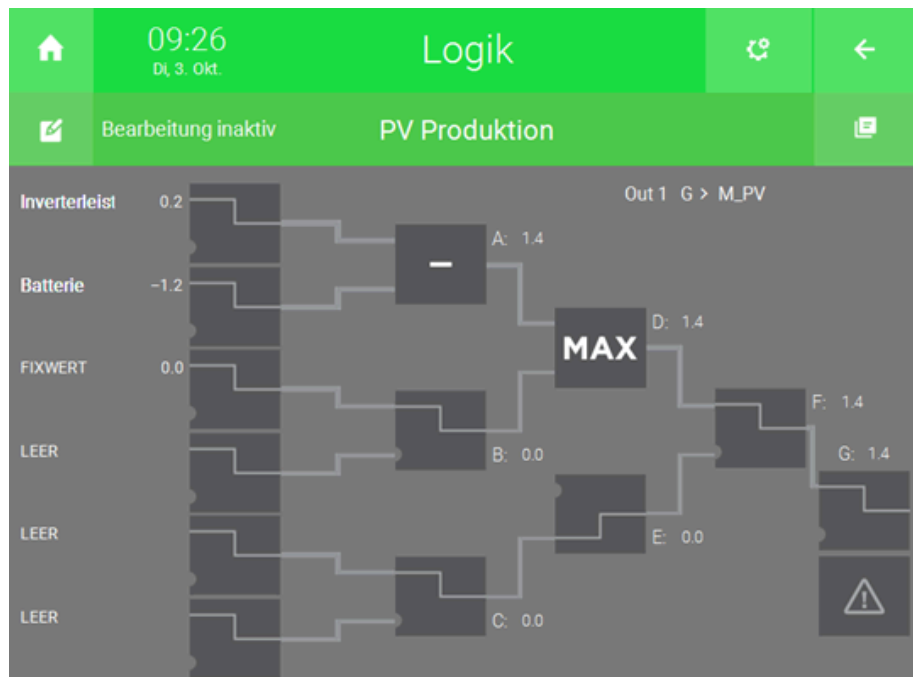 09:26
Di, 3. Okt.
Logik
Bearbeitung inaktiv
PV Produktion
Out 1 G > M_PV
Inverterleist 0.2
A: 1.4
−
Batterie −1.2
D: 1.4
MAX
FIXWERT 0.0
F: 1.4
LEER
B: 0.0
G: 1.4
LEER
E: 0.0
LEER
C: 0.0